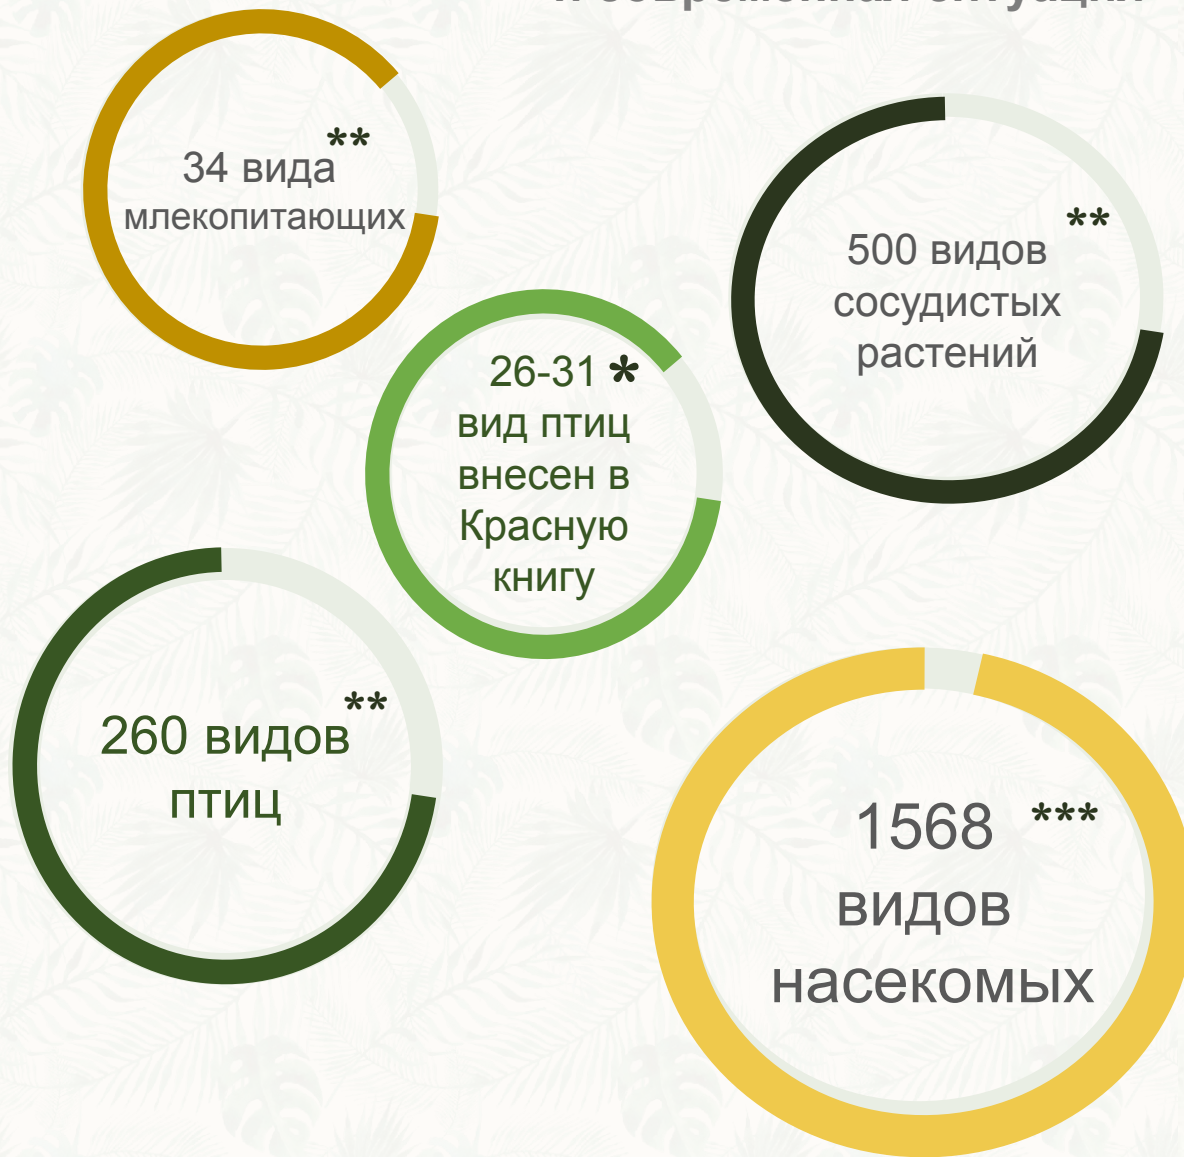 34 вида**
млекопитающих
500 видов**
сосудистых
растений
26-31 *
вид птиц
внесен в
Красную
книгу
260 видов**
птиц
1568 ***
видов
насекомых